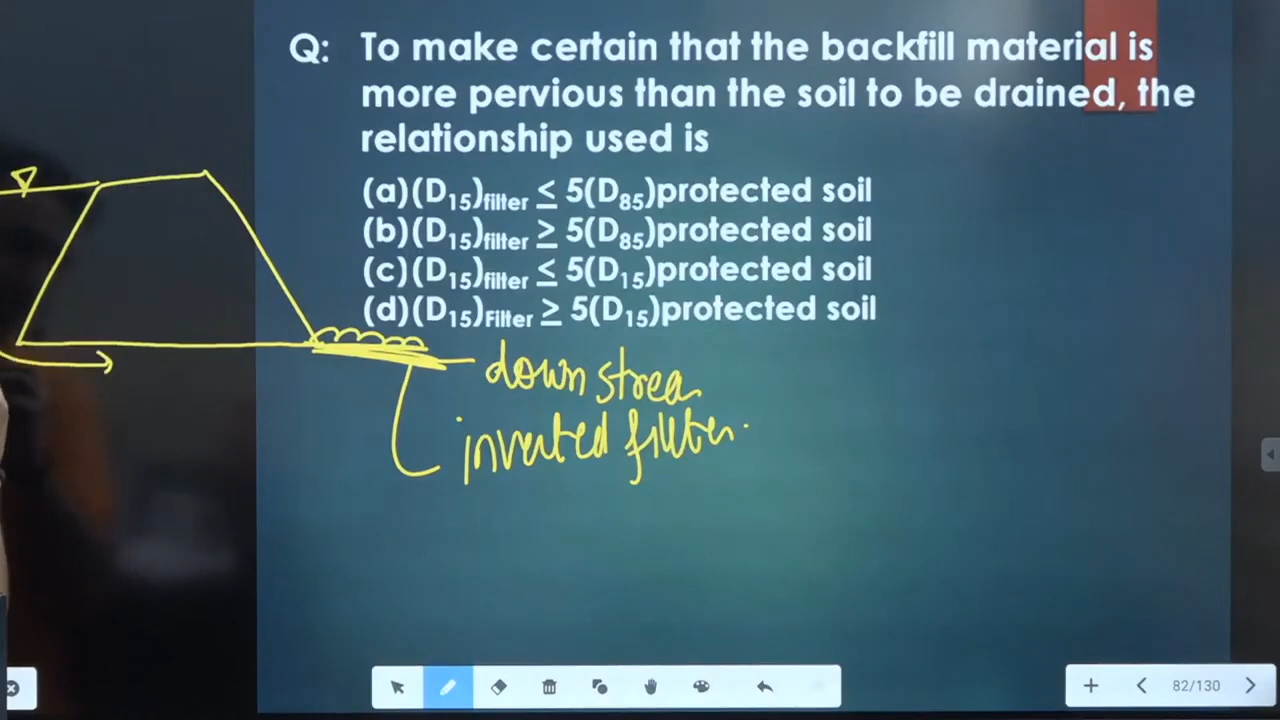 Q: To make certain that the backfill material is
more pervious than the soil to be drained, the
relationship used is
(a)(D15)filter ≤ 5(D85)protected soil
(b)(D15)filter ≥ 5(D85)protected soil
(c)(D15)filter ≤ 5(D15)protected soil
(d)(D15)Filter ≥ 5(D15)protected soil
down strea
inverted fillter.
82/130